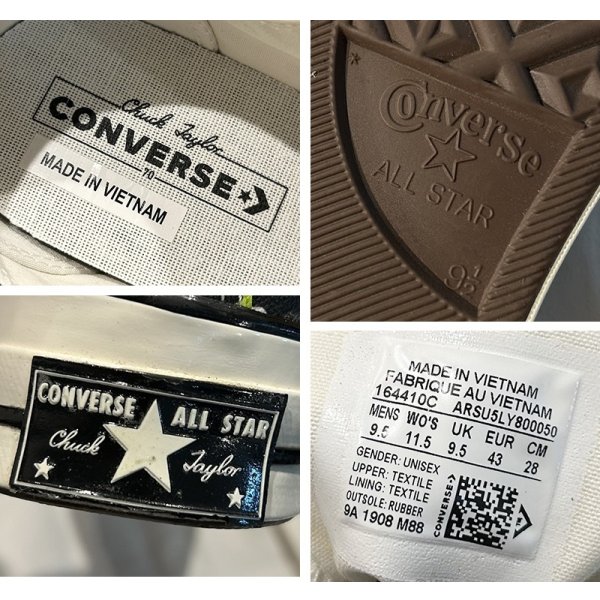 Chuck Taylor
CONVERSE
70
MADE IN VIETNAM
Converse
ALL STAR
9 1/2
CONVERSE ALL STAR
Chuck Taylor
MADE IN VIETNAM
FABRIQUE AU VIETNAM
164410C ARSU5LY800050
MENS WO'S UK EUR CM
9.5 11.5 9.5 43 28
GENDER: UNISEX
UPPER: TEXTILE
LINING: TEXTILE
OUTSOLE: RUBBER
9A 1908 M88
CONVERSE